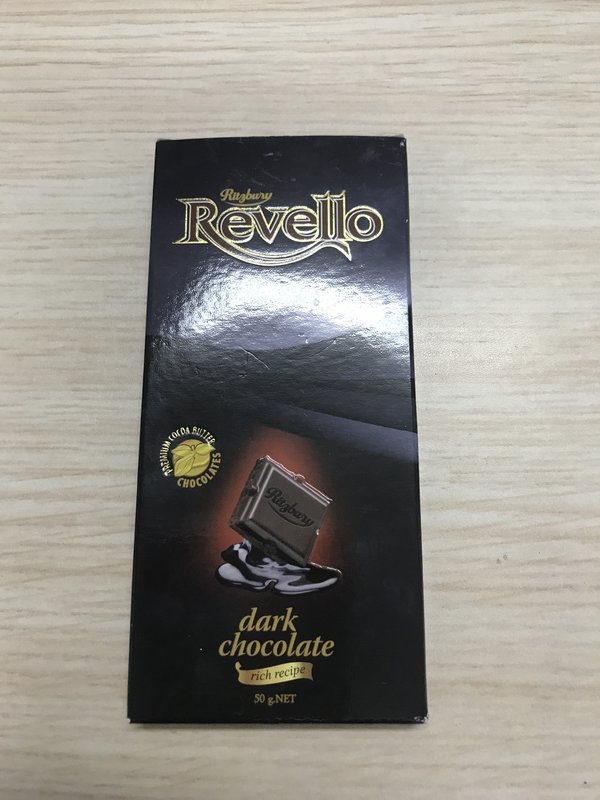 Ritzbury
Revello
PREMIUM COCOA BUTTER
CHOCOLATES
Ritzbury
dark
chocolate
rich recipe
50 g.NET